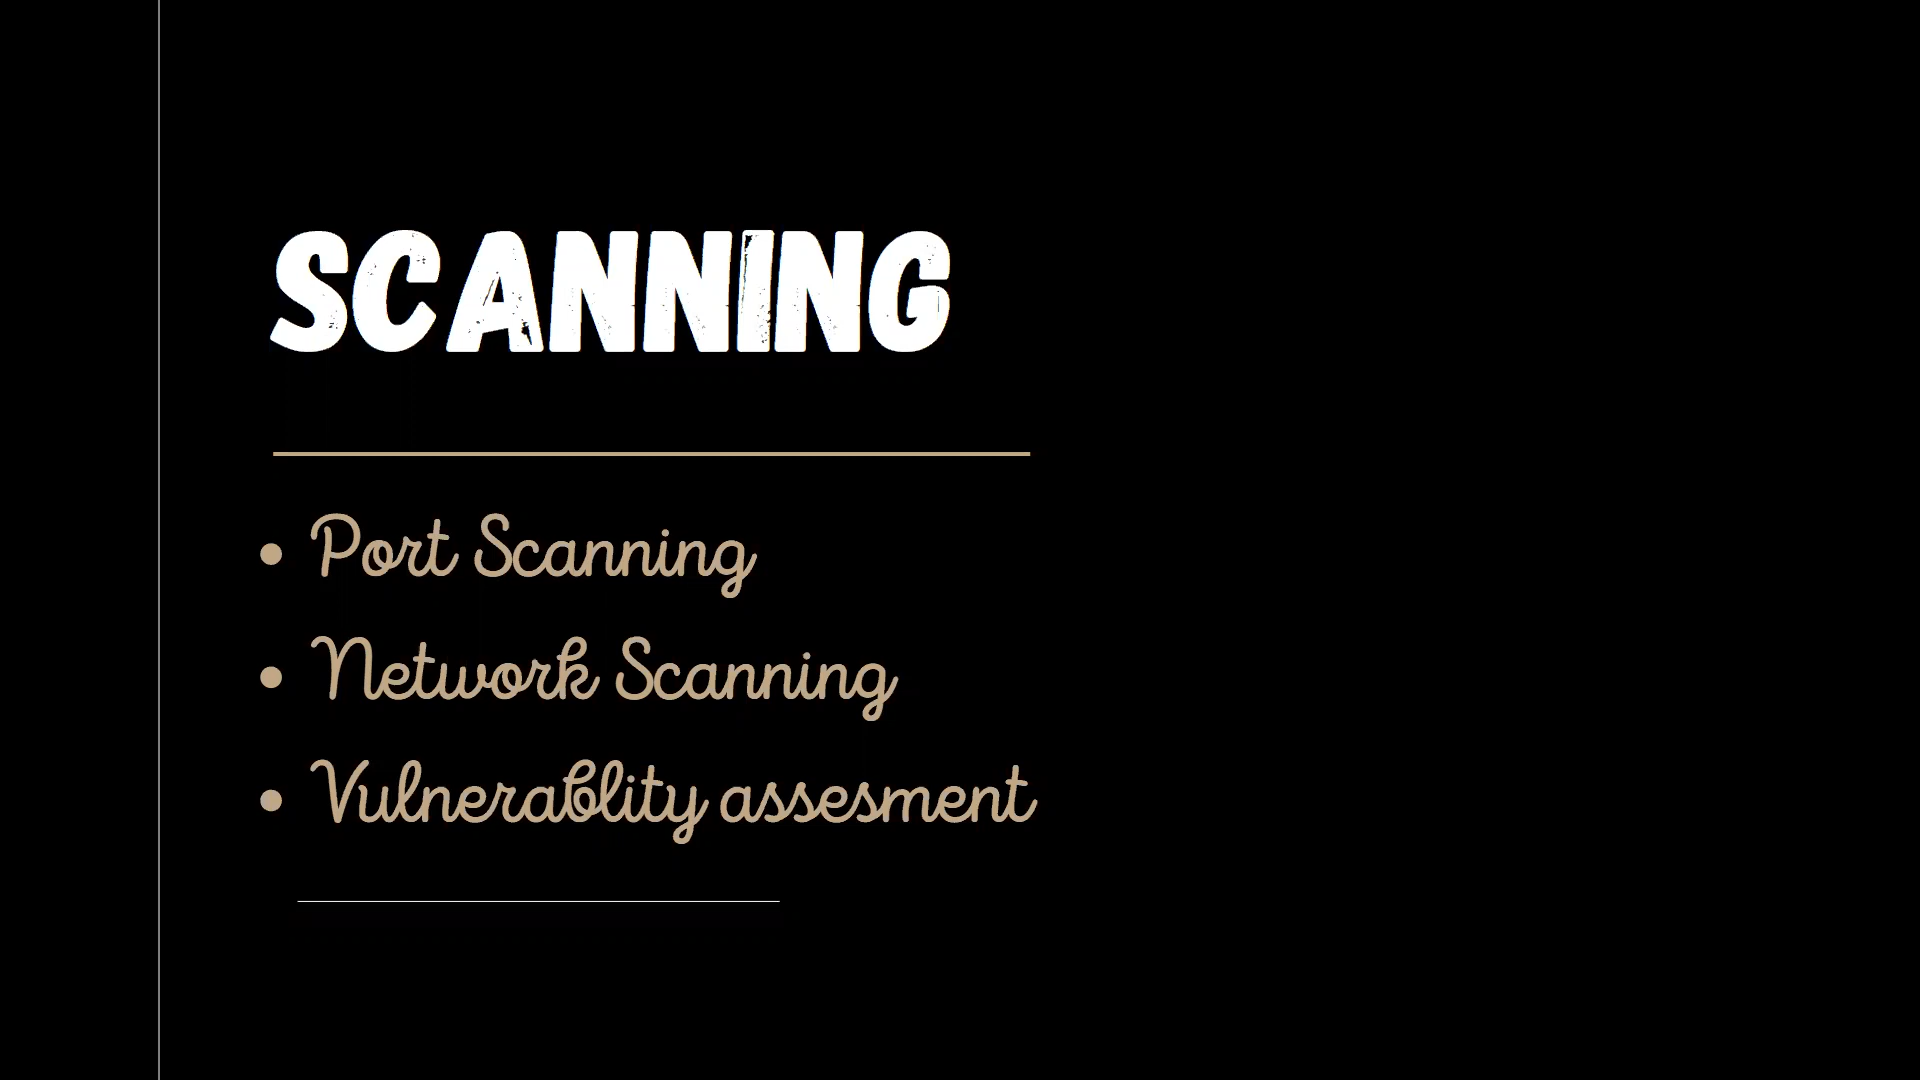 SCANNING
• Port Scanning
• Network Scanning
• Vulnerablity assesment